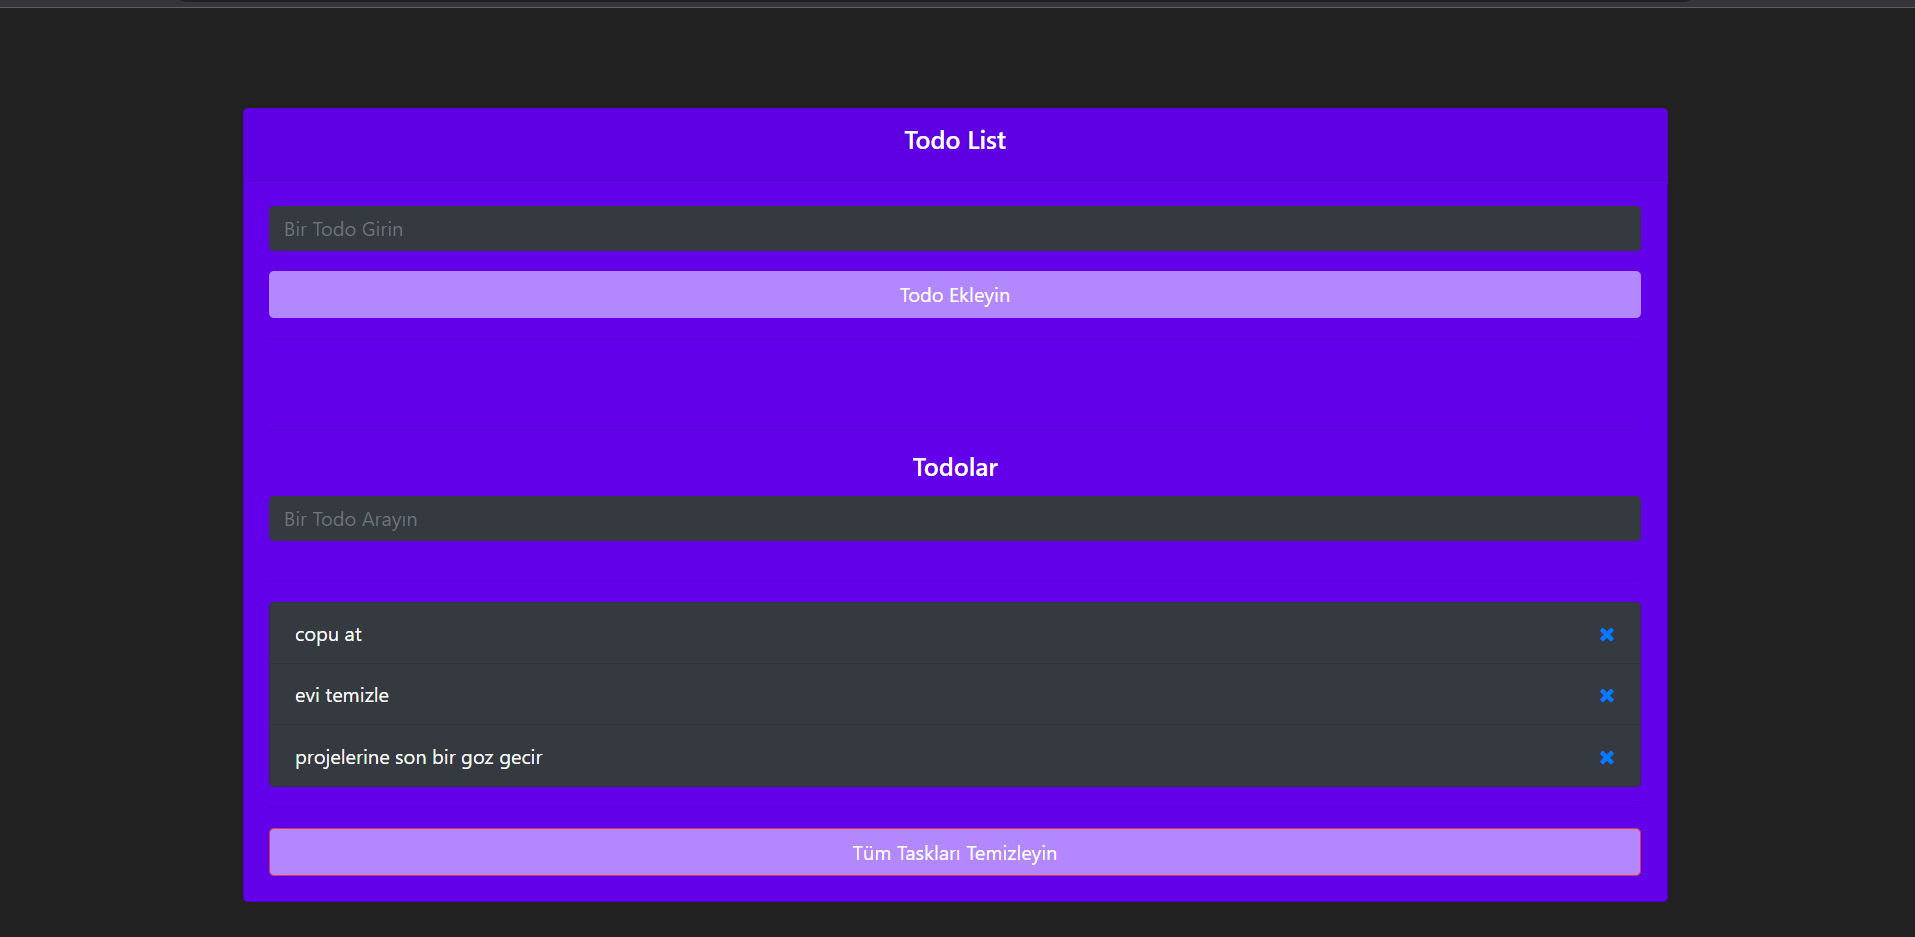 Todo List
Bir Todo Girin
Todo Ekleyin
Todolar
Bir Todo Arayın
copu at
evi temizle
projelerine son bir goz gecir
Tüm Taskları Temizleyin